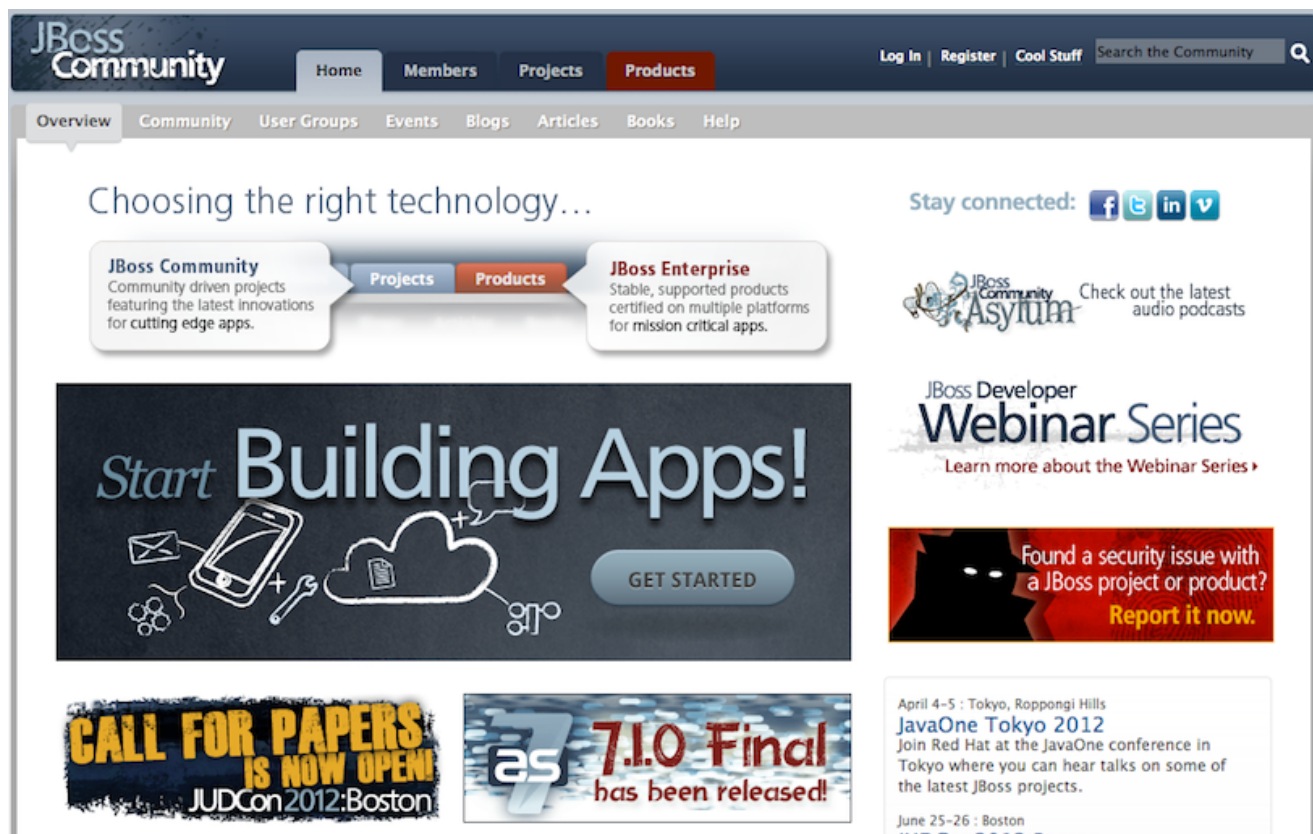 JBoss
Community
Home Members Projects Products
Log In | Register | Cool Stuff Search the Community
Overview Community User Groups Events Blogs Articles Books Help
Choosing the right technology...
JBoss Community
Community driven projects
featuring the latest innovations
for cutting edge apps.
Projects Products
JBoss Enterprise
Stable, supported products
certified on multiple platforms
for mission critical apps.
Start Building Apps!
GET STARTED
CALL FOR PAPERS
IS NOW OPEN!
JUDCon2012:Boston
as 7
7.1.0 Final
has been released!
Stay connected: f t in v
JBoss
Community
Asylum
Check out the latest
audio podcasts
JBoss Developer
Webinar Series
Learn more about the Webinar Series
Found a security issue with
a JBoss project or product?
Report it now.
April 4-5 : Tokyo, Roppongi Hills
JavaOne Tokyo 2012
Join Red Hat at the JavaOne conference in
Tokyo where you can hear talks on some of
the latest JBoss projects.
June 25-26 : Boston